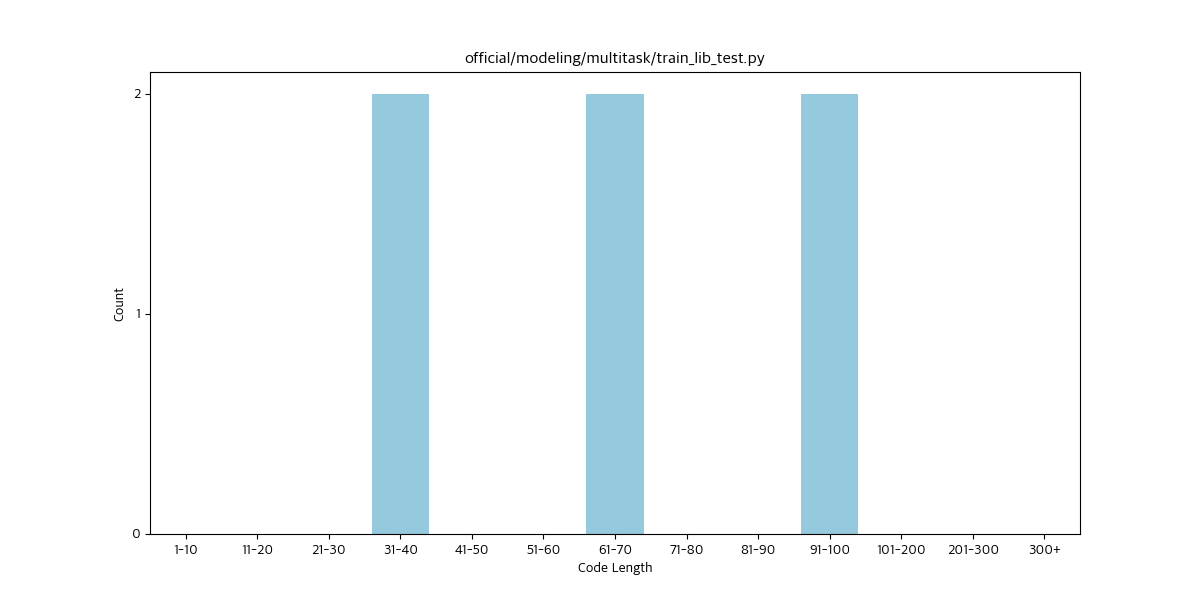 official/modeling/multitask/train_lib_test.py
Count
2
1
0
1-10 11-20 21-30 31-40 41-50 51-60 61-70 71-80 81-90 91-100 101-200 201-300 300+
Code Length